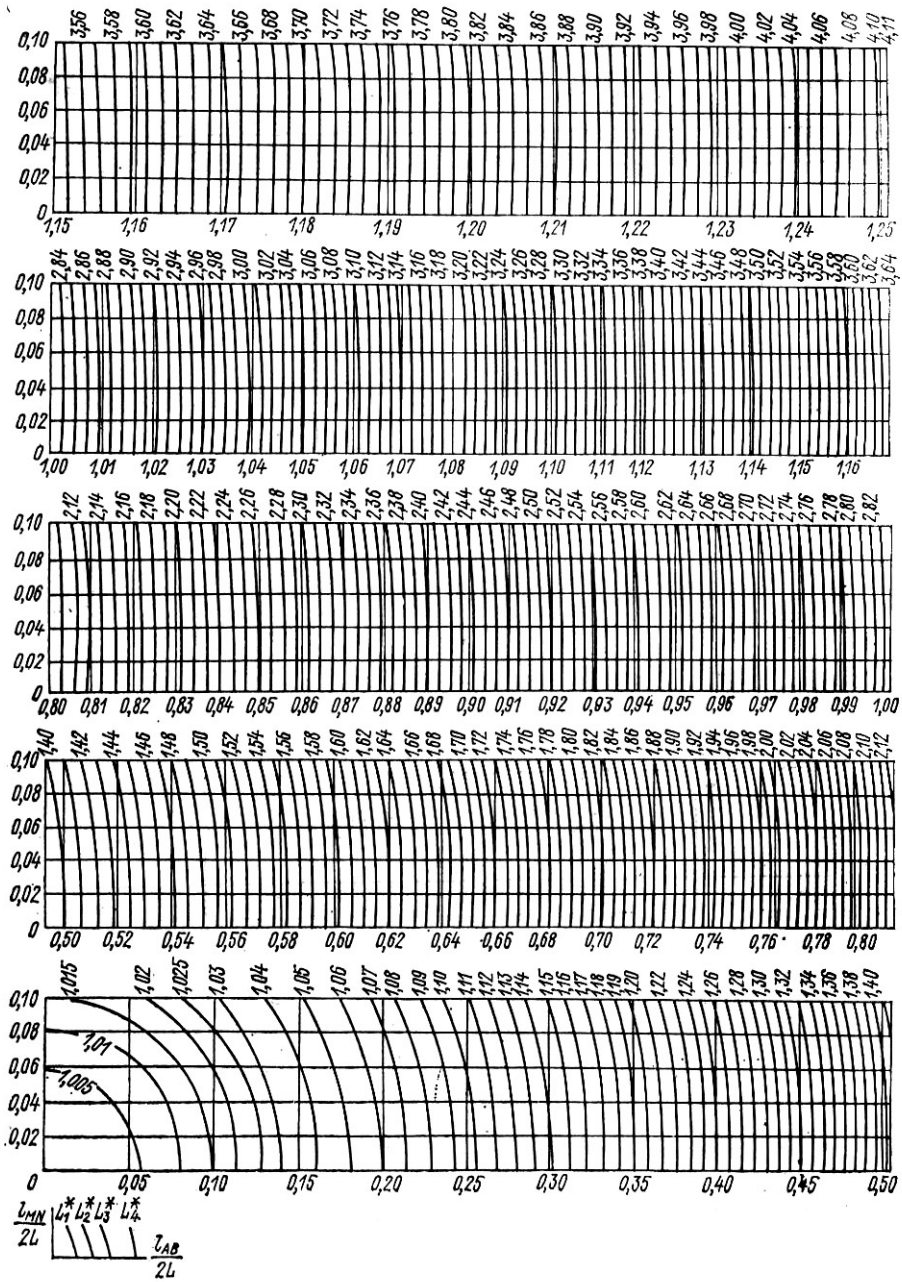 3,56 3,58 3,60 3,62 3,64 3,66 3,68 3,70 3,72 3,74 3,76 3,78 3,80 3,82 3,84 3,86 3,88 3,90 3,92 3,94 3,96 3,98 4,00 4,02 4,04 4,06 4,08 4,10 4,11
0,10
0,08
0,06
0,04
0,02
0
1,15 1,16 1,17 1,18 1,19 1,20 1,21 1,22 1,23 1,24 1,25
2,84 2,86 2,88 2,90 2,92 2,94 2,96 2,98 3,00 3,02 3,04 3,06 3,08 3,10 3,12 3,14 3,16 3,18 3,20 3,22 3,24 3,26 3,28 3,30 3,32 3,34 3,36 3,38 3,40 3,42 3,44 3,46 3,48 3,50 3,52 3,54 3,56 3,58 3,60 3,62 3,64
0,10
0,08
0,06
0,04
0,02
0
1,00 1,01 1,02 1,03 1,04 1,05 1,06 1,07 1,08 1,09 1,10 1,11 1,12 1,13 1,14 1,15 1,16
2,12 2,14 2,16 2,18 2,20 2,22 2,24 2,26 2,28 2,30 2,32 2,34 2,36 2,38 2,40 2,42 2,44 2,46 2,48 2,50 2,52 2,54 2,56 2,58 2,60 2,62 2,64 2,66 2,68 2,70 2,72 2,74 2,76 2,78 2,80 2,82
0,10
0,08
0,06
0,04
0,02
0
0,80 0,81 0,82 0,83 0,84 0,85 0,86 0,87 0,88 0,89 0,90 0,91 0,92 0,93 0,94 0,95 0,96 0,97 0,98 0,99 1,00
1,40 1,42 1,44 1,46 1,48 1,50 1,52 1,54 1,56 1,58 1,60 1,62 1,64 1,66 1,68 1,70 1,72 1,74 1,76 1,78 1,80 1,82 1,84 1,86 1,88 1,90 1,92 1,94 1,96 1,98 2,00 2,02 2,04 2,06 2,08 2,10 2,12
0,10
0,08
0,06
0,04
0,02
0
0,50 0,52 0,54 0,56 0,58 0,60 0,62 0,64 0,66 0,68 0,70 0,72 0,74 0,76 0,78 0,80
1,015 1,02 1,025 1,03 1,04 1,05 1,06 1,07 1,08 1,09 1,10 1,11 1,12 1,13 1,14 1,15 1,16 1,17 1,18 1,19 1,20 1,22 1,24 1,26 1,28 1,30 1,32 1,34 1,36 1,38 1,40
0,10
0,08
1,01
0,06
1,005
0,04
0,02
0 0,05 0,10 0,15 0,20 0,25 0,30 0,35 0,40 0,45 0,50
l_MN/2L L₁* L₂* L₃* L₄*
l_AB/2L